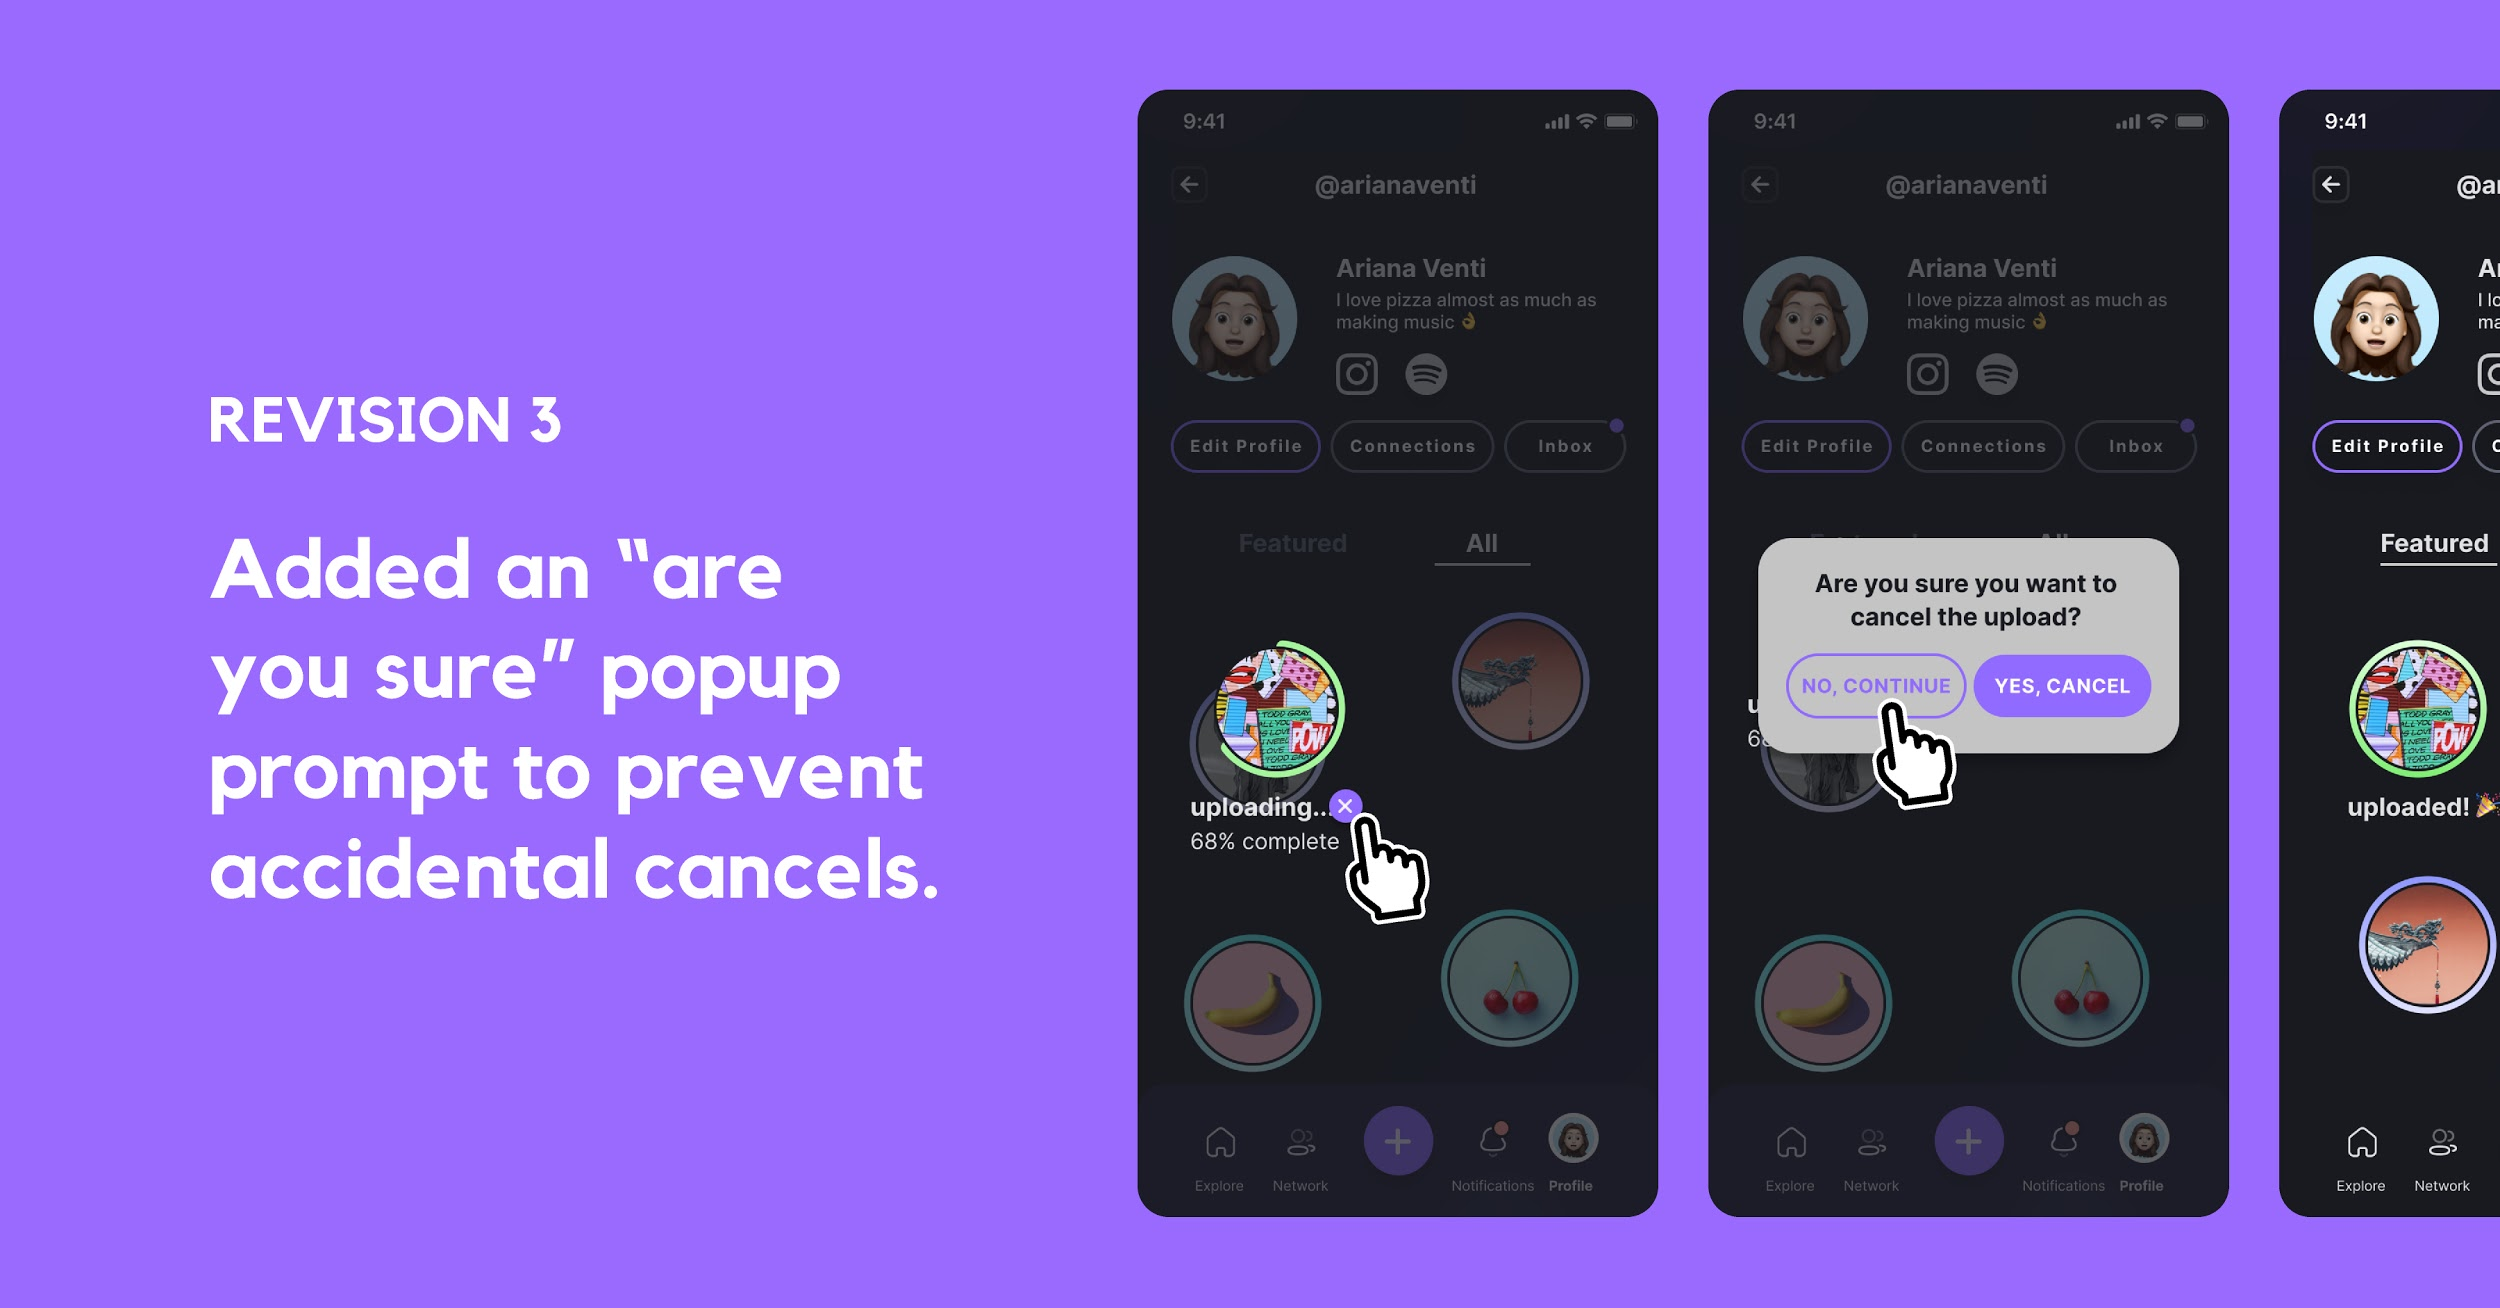 REVISION 3
Added an “are
you sure” popup
prompt to prevent
accidental cancels.
9:41
@arianaventi
Ariana Venti
I love pizza almost as much as
making music 👌
Edit Profile
Connections
Inbox
Featured
All
TODD GRAY
POW!
uploading...
68% complete
Explore
Network
Notifications
Profile
9:41
@arianaventi
Ariana Venti
I love pizza almost as much as
making music 👌
Edit Profile
Connections
Inbox
Are you sure you want to
cancel the upload?
NO, CONTINUE
YES, CANCEL
Explore
Network
Notifications
Profile
9:41
Edit Profile
Featured
uploaded! 🎉
Explore
Network